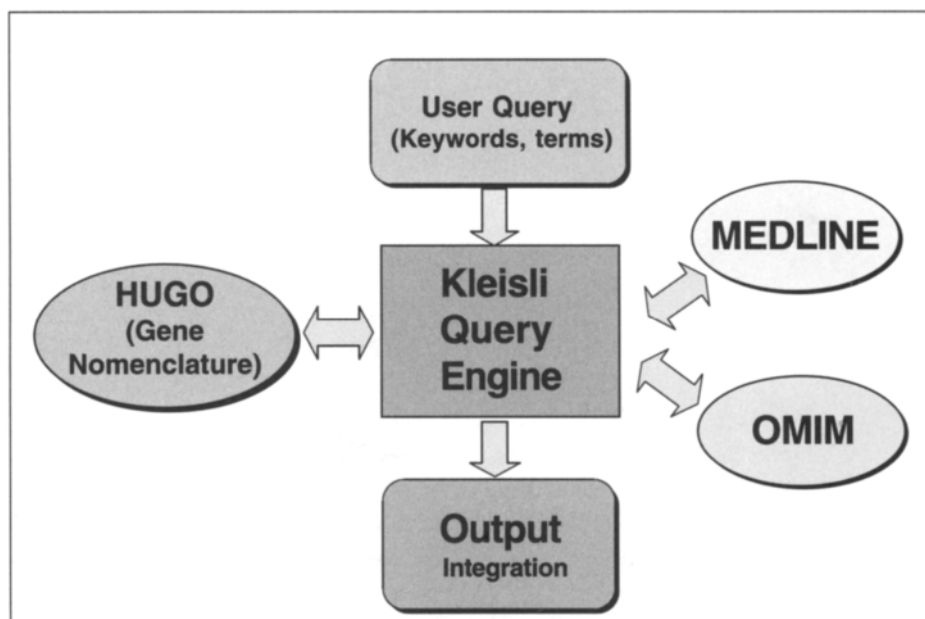 User Query
(Keywords, terms)
MEDLINE
HUGO
(Gene
Nomenclature)
Kleisli
Query
Engine
OMIM
Output
Integration